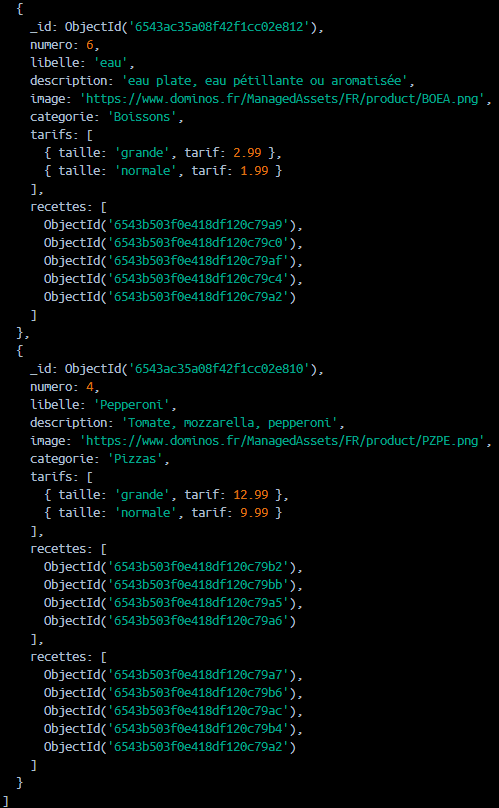 {
_id: ObjectId('6543ac35a08f42f1cc02e812'),
numero: 6,
libelle: 'eau',
description: 'eau plate, eau pétillante ou aromatisée',
image: 'https://www.dominos.fr/ManagedAssets/FR/product/BOEA.png',
categorie: 'Boissons',
tarifs: [
{ taille: 'grande', tarif: 2.99 },
{ taille: 'normale', tarif: 1.99 }
],
recettes: [
ObjectId('6543b503f0e418df120c79a9'),
ObjectId('6543b503f0e418df120c79c0'),
ObjectId('6543b503f0e418df120c79af'),
ObjectId('6543b503f0e418df120c79c4'),
ObjectId('6543b503f0e418df120c79a2')
]
},
{
_id: ObjectId('6543ac35a08f42f1cc02e810'),
numero: 4,
libelle: 'Pepperoni',
description: 'Tomate, mozzarella, pepperoni',
image: 'https://www.dominos.fr/ManagedAssets/FR/product/PZPE.png',
categorie: 'Pizzas',
tarifs: [
{ taille: 'grande', tarif: 12.99 },
{ taille: 'normale', tarif: 9.99 }
],
recettes: [
ObjectId('6543b503f0e418df120c79b2'),
ObjectId('6543b503f0e418df120c79bb'),
ObjectId('6543b503f0e418df120c79a5'),
ObjectId('6543b503f0e418df120c79a6')
],
recettes: [
ObjectId('6543b503f0e418df120c79a7'),
ObjectId('6543b503f0e418df120c79b6'),
ObjectId('6543b503f0e418df120c79ac'),
ObjectId('6543b503f0e418df120c79b4'),
ObjectId('6543b503f0e418df120c79a2')
]
}
]